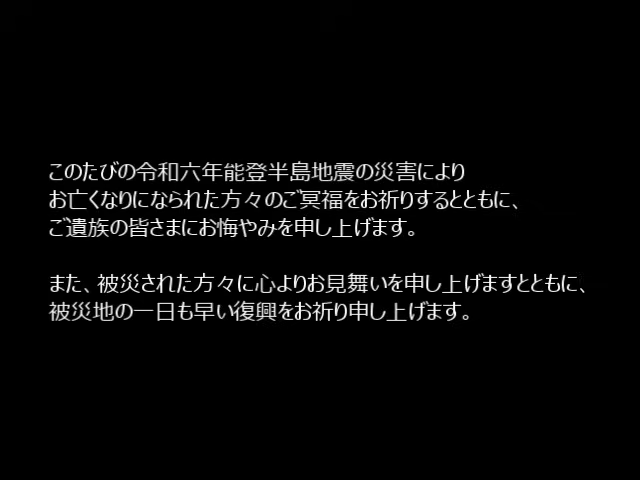 このたびの令和六年能登半島地震の災害により
お亡くなりになられた方々のご冥福をお祈りするとともに、
ご遺族の皆さまにお悔やみを申し上げます。
また、被災された方々に心よりお見舞いを申し上げますとともに、
被災地の一日も早い復興をお祈り申し上げます。